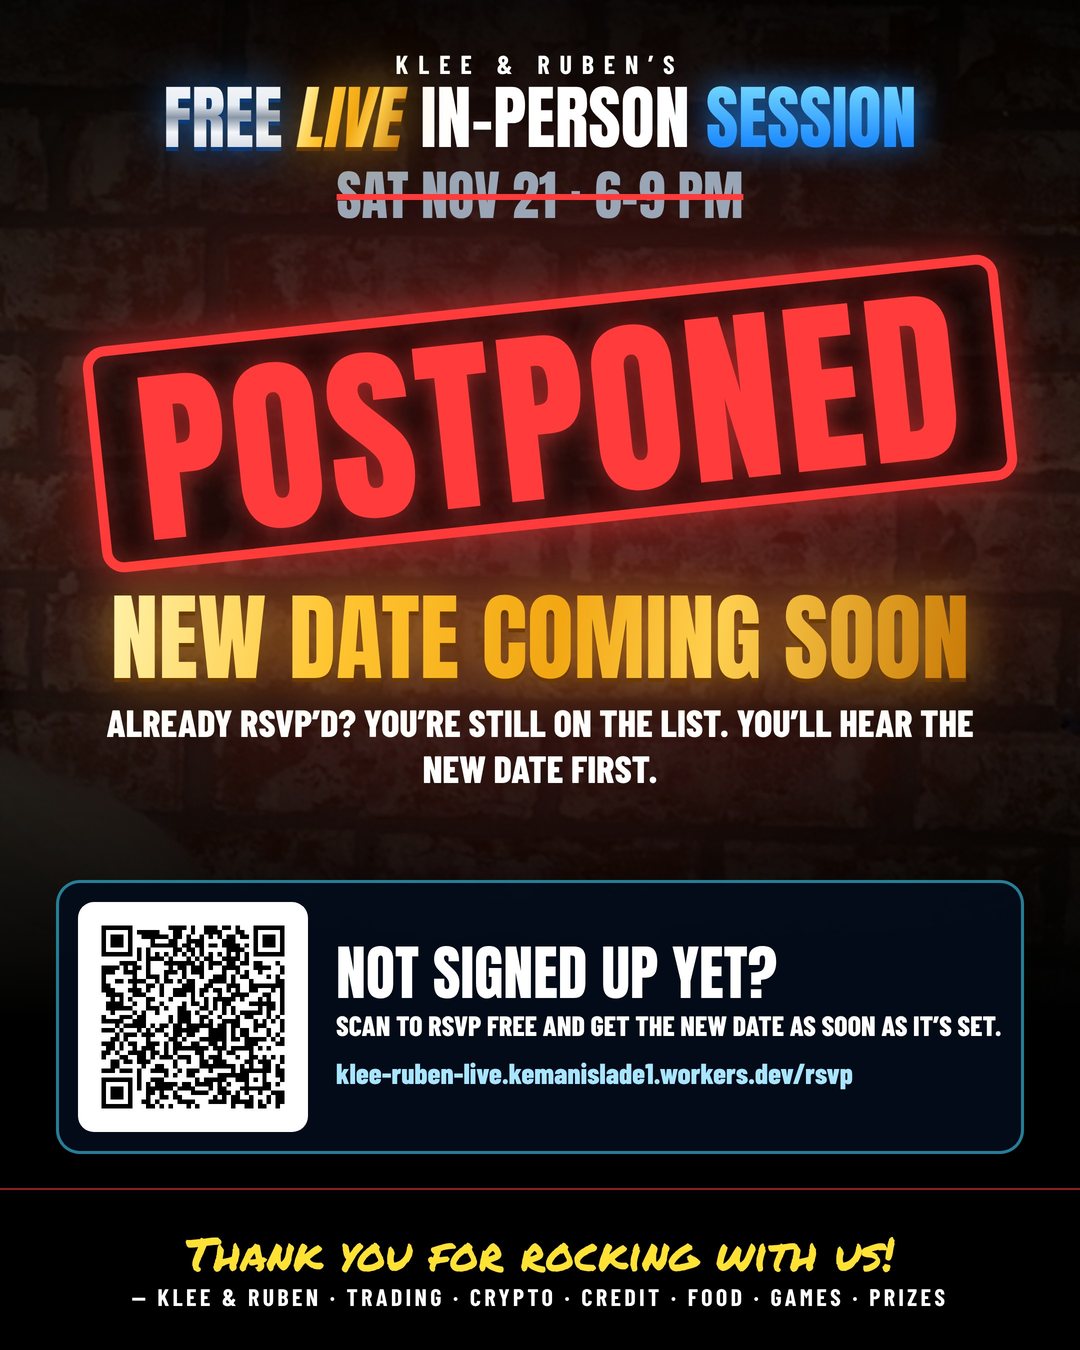 KLEE & RUBEN’S
FREE LIVE IN-PERSON SESSION
SAT NOV 21 · 6-9 PM
POSTPONED
NEW DATE COMING SOON
ALREADY RSVP’D? YOU’RE STILL ON THE LIST. YOU’LL HEAR THE
NEW DATE FIRST.
NOT SIGNED UP YET?
SCAN TO RSVP FREE AND GET THE NEW DATE AS SOON AS IT’S SET.
klee-ruben-live.kemanislade1.workers.dev/rsvp
THANK YOU FOR ROCKING WITH US!
– KLEE & RUBEN · TRADING · CRYPTO · CREDIT · FOOD · GAMES · PRIZES